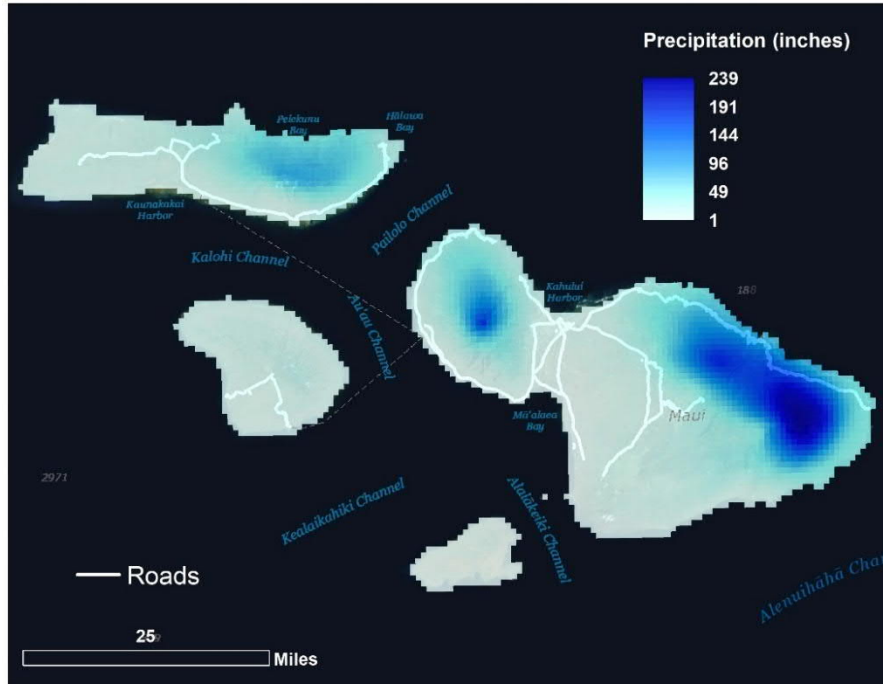 Precipitation (inches)
239
191
144
96
49
1
Pelekunu
Bay
Hālawa
Bay
Kaunakakai
Harbor
Pailolo Channel
Kalohi Channel
Au'au Channel
Kahului
Harbor
188
Mā'alaea
Bay
Maui
2971
Kealaikahiki Channel
Alalākeiki Channel
Alenuihāhā Chan
Roads
25
Miles